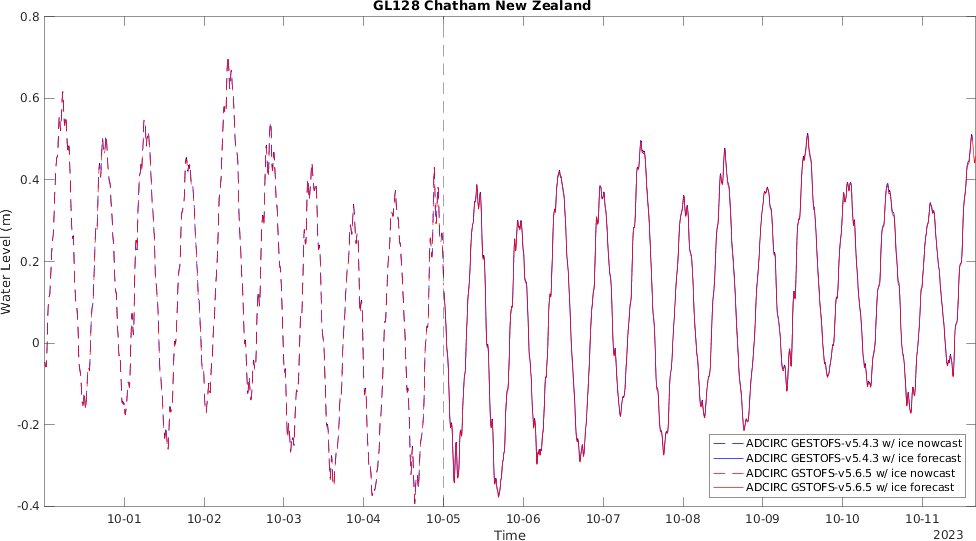 GL128 Chatham New Zealand
0.8
0.6
0.4
0.2
0
-0.2
-0.4
Water Level (m)
ADCIRC GESTOFS-v5.4.3 w/ ice nowcast
ADCIRC GESTOFS-v5.4.3 w/ ice forecast
ADCIRC GSTOFS-v5.6.5 w/ ice nowcast
ADCIRC GSTOFS-v5.6.5 w/ ice forecast
10-01 10-02 10-03 10-04 10-05 10-06 10-07 10-08 10-09 10-10 10-11
Time
2023